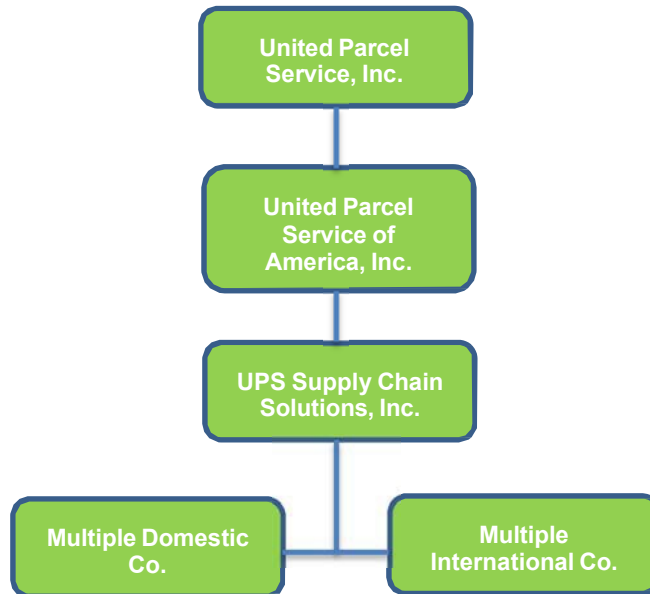 United Parcel
Service, Inc.
United Parcel
Service of
America, Inc.
UPS Supply Chain
Solutions, Inc.
Multiple Domestic
Co.
Multiple
International Co.